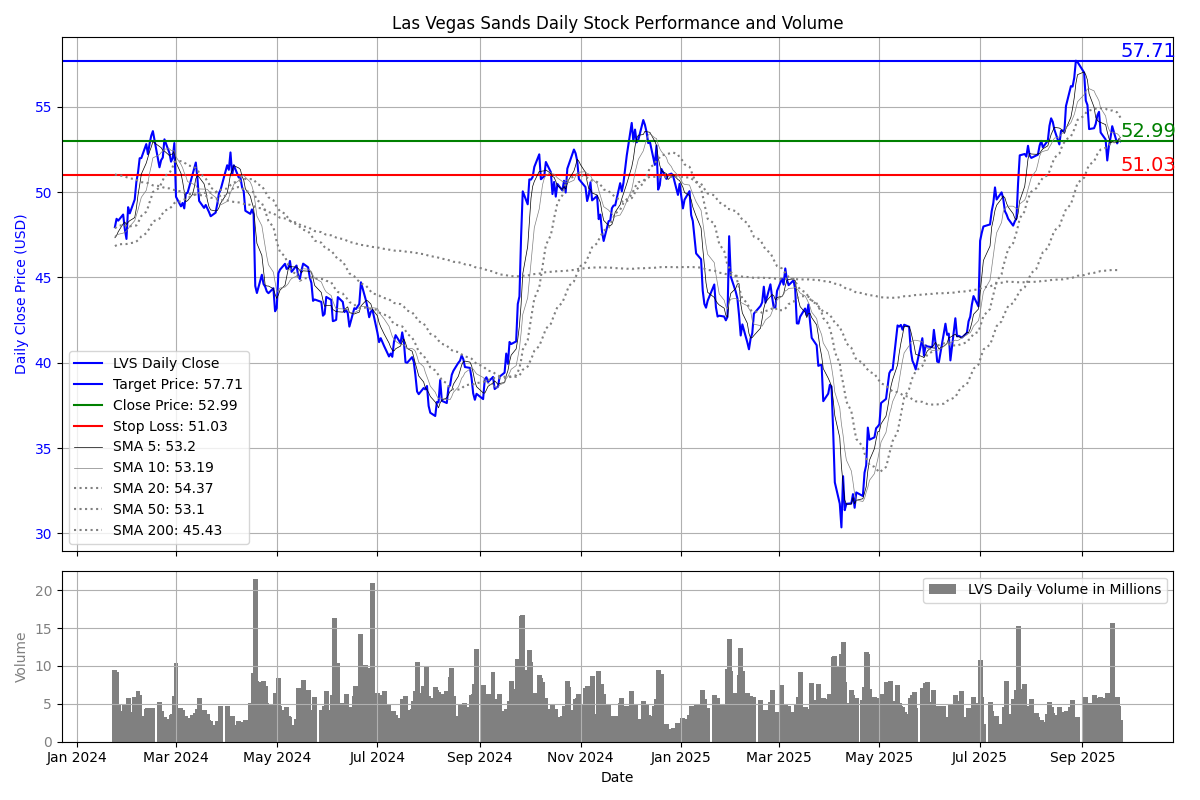 Las Vegas Sands Daily Stock Performance and Volume
57.71
52.99
51.03
Daily Close Price (USD)
55
50
45
40
35
30
LVS Daily Close
Target Price: 57.71
Close Price: 52.99
Stop Loss: 51.03
SMA 5: 53.2
SMA 10: 53.19
SMA 20: 54.37
SMA 50: 53.1
SMA 200: 45.43
LVS Daily Volume in Millions
Volume
20
15
10
5
0
Jan 2024 Mar 2024 May 2024 Jul 2024 Sep 2024 Nov 2024 Jan 2025 Mar 2025 May 2025 Jul 2025 Sep 2025
Date